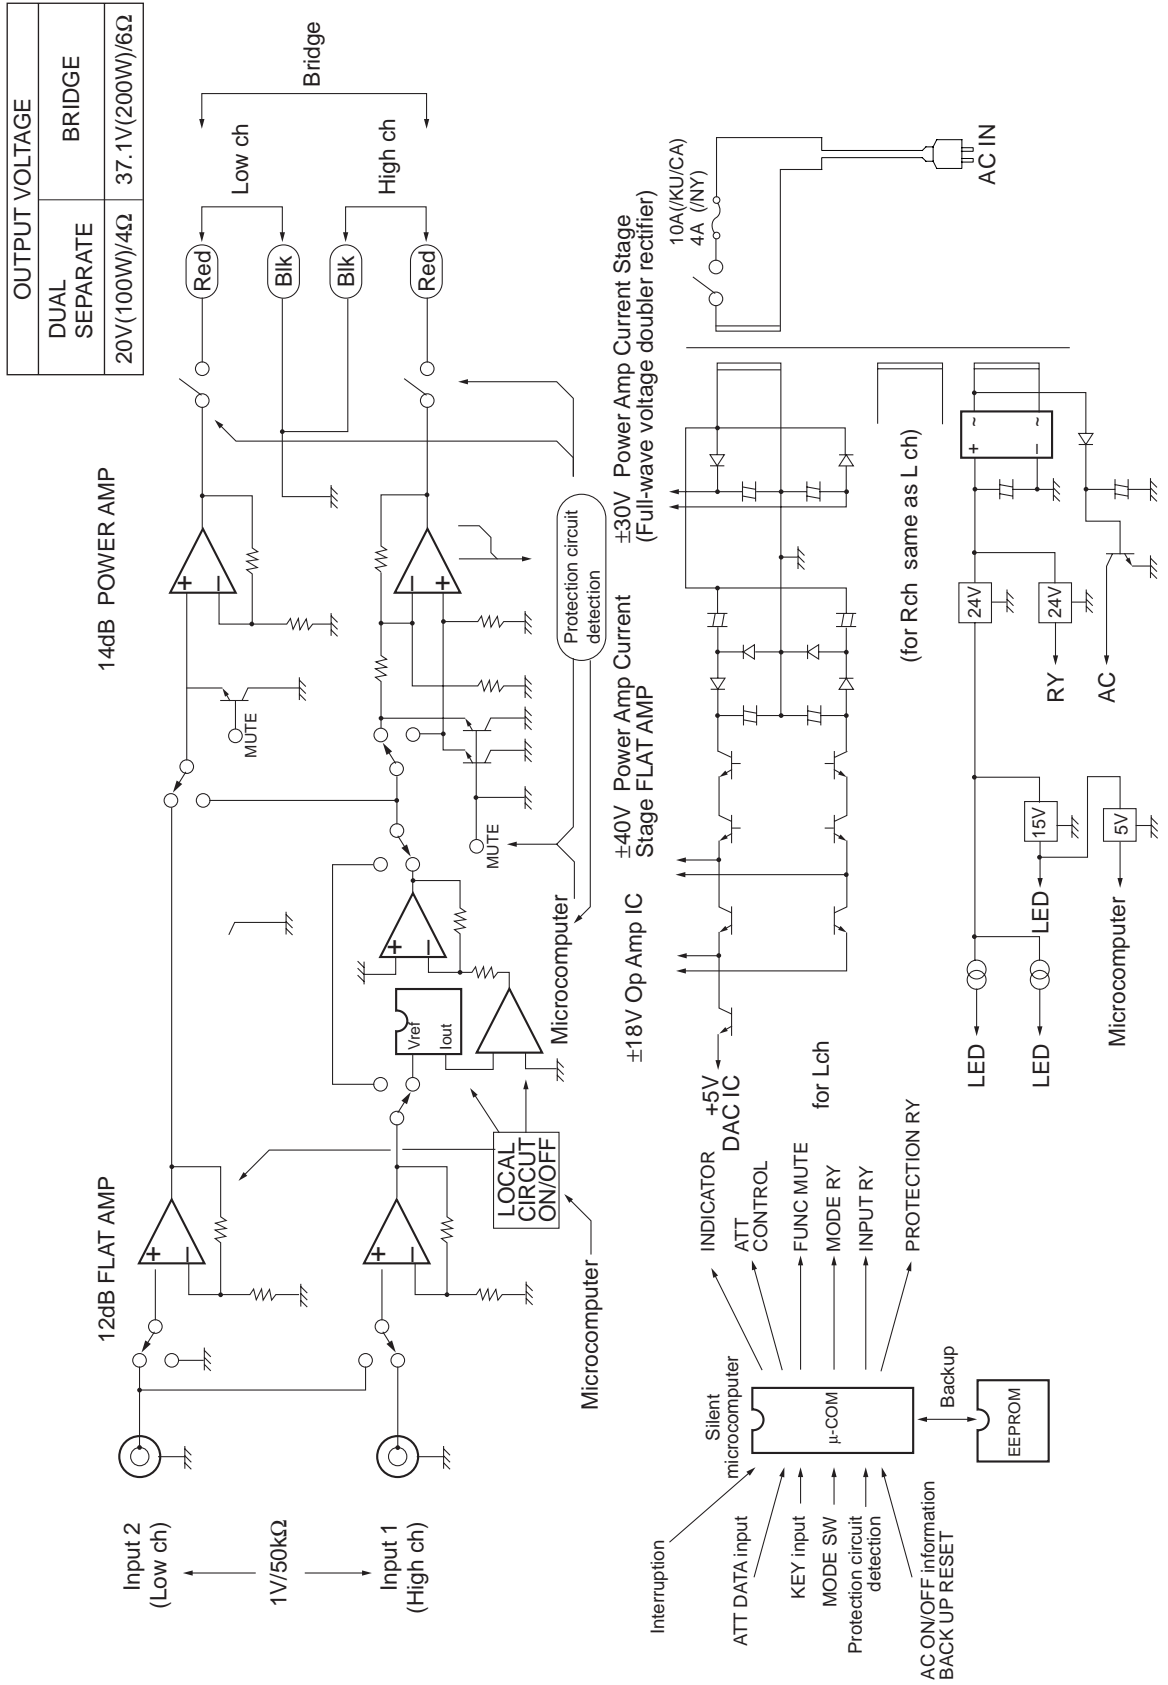 OUTPUT VOLTAGE
DUAL
SEPARATE
BRIDGE
20V(100W)/4Ω
37.1V(200W)/6Ω
12dB FLAT AMP
14dB POWER AMP
Input 2
(Low ch)
1V/50kΩ
Input 1
(High ch)
+
−
+
−
LOCAL
CIRCUT
ON/OFF
Microcomputer
Vref
Iout
+
−
MUTE
MUTE
Microcomputer
+
−
−
+
Protection circuit
detection
Red
Blk
Blk
Red
Low ch
High ch
Bridge
Interruption
ATT DATA input
KEY input
MODE SW
Protection circuit
detection
AC ON/OFF information
BACK UP RESET
Silent
microcomputer
µ-COM
Backup
EEPROM
INDICATOR
ATT
CONTROL
FUNC MUTE
MODE RY
INPUT RY
PROTECTION RY
+5V
DAC IC
±18V Op Amp IC
±40V Power Amp Current
Stage FLAT AMP
±30V Power Amp Current Stage
(Full-wave voltage doubler rectifier)
for Lch
(for Rch same as L ch)
10A(/KU/CA)
4A (/NY)
AC IN
LED
LED
LED
Microcomputer
15V
5V
24V
24V
RY
AC
+
~
−
~